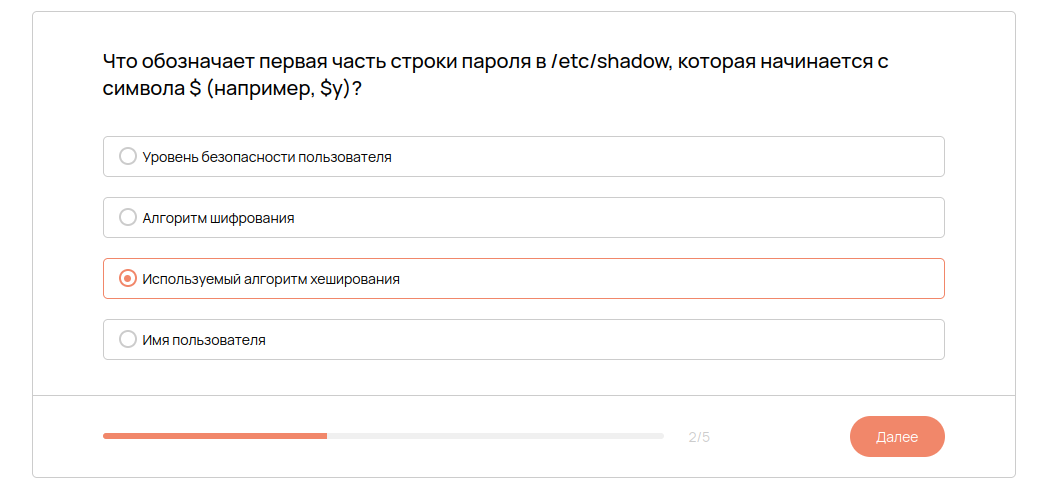 Что обозначает первая часть строки пароля в /etc/shadow, которая начинается с
символа $ (например, $y)?
Уровень безопасности пользователя
Алгоритм шифрования
Используемый алгоритм хеширования
Имя пользователя
2/5
Далее